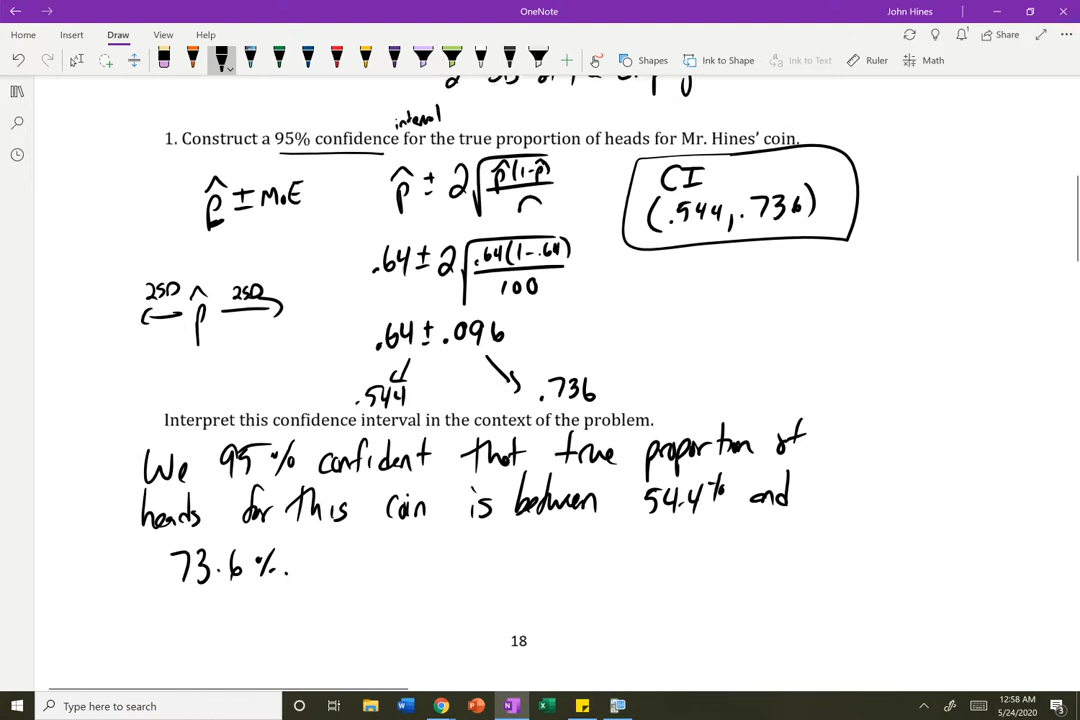 OneNote
John Hines
Home Insert Draw View Help
Share
Shapes Ink to Shape Ink to Text Ruler Math
interval
1. Construct a 95% confidence for the true proportion of heads for Mr. Hines' coin.
p̂ ± MoE
p̂ ± 2√(p̂(1-p̂)/n)
CI
(.544, .736)
.64 ± 2√(.64(1-.64)/100)
2SD p̂ 2SD
.64 ± .096
.544 .736
Interpret this confidence interval in the context of the problem.
We 95% confident that true proportion of
heads for this coin is between 54.4% and
73.6%.
18
Type here to search
12:58 AM
5/24/2020
3